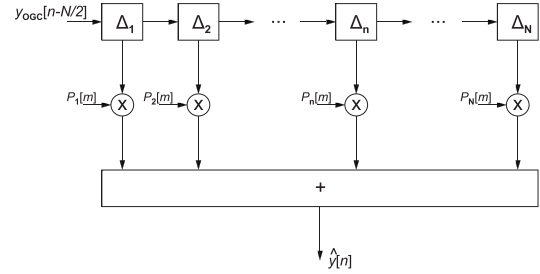 y_OGC[n-N/2] Δ_1 Δ_2 ... Δ_n ... Δ_N
P_1[m] X P_2[m] X P_n[m] X P_N[m] X
+
ŷ[n]